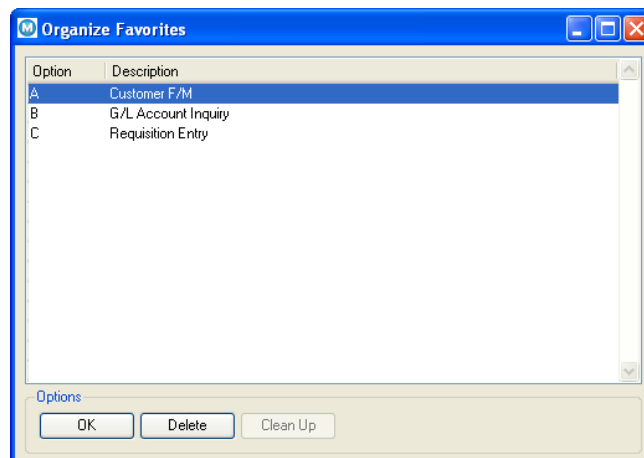 M Organize Favorites
Option Description
A Customer F/M
B G/L Account Inquiry
C Requisition Entry
Options
OK Delete Clean Up